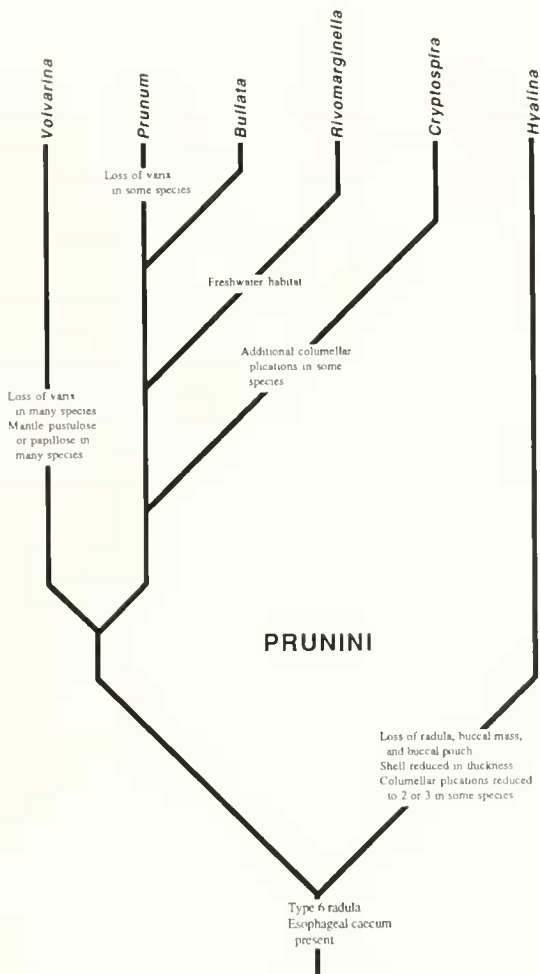 Volvarina
Prunum
Bullata
Rivomarginella
Cryptospira
Hyalina
Loss of varix
in some species
Freshwater habitat
Additional columellar
plications in some
species
Loss of varix
in many species
Mantle pustulose
or papillose in
many species
PRUNINI
Loss of radula, buccal mass,
and buccal pouch
Shell reduced in thickness
Columellar plications reduced
to 2 or 3 in some species
Type 6 radula
Esophageal caecum
present